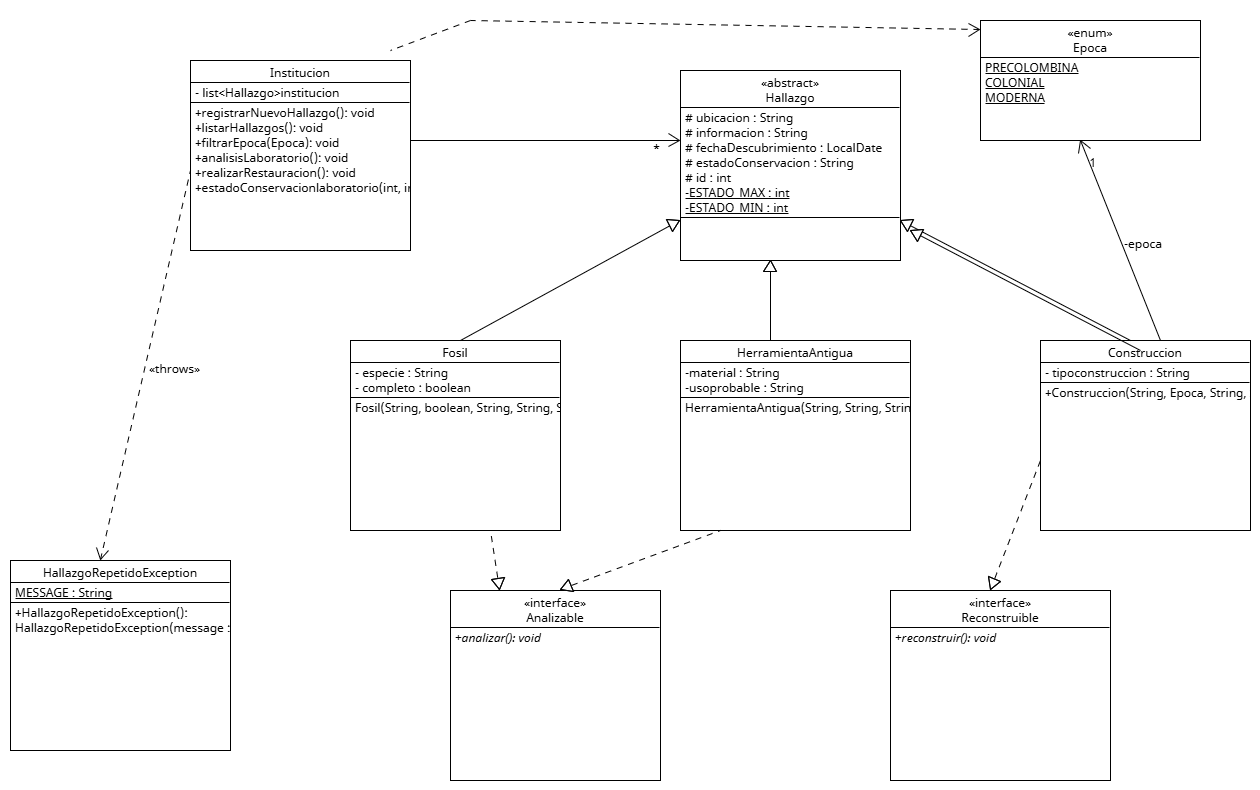 Institucion
- list<Hallazgo>institucion
+registrarNuevoHallazgo(): void
+listarHallazgos(): void
+filtrarEpoca(Epoca): void
+analisisLaboratorio(): void
+realizarRestauracion(): void
+estadoConservacionlaboratorio(int, in
*
«abstract»
Hallazgo
# ubicacion : String
# informacion : String
# fechaDescubrimiento : LocalDate
# estadoConservacion : String
# id : int
-ESTADO_MAX : int
-ESTADO_MIN : int
«enum»
Epoca
PRECOLOMBINA
COLONIAL
MODERNA
1
-epoca
«throws»
Fosil
- especie : String
- completo : boolean
Fosil(String, boolean, String, String, S
HerramientaAntigua
-material : String
-usoprobable : String
HerramientaAntigua(String, String, Strin
Construccion
- tipoconstruccion : String
+Construccion(String, Epoca, String,
HallazgoRepetidoException
MESSAGE : String
+HallazgoRepetidoException():
HallazgoRepetidoException(message :
«interface»
Analizable
+analizar(): void
«interface»
Reconstruible
+reconstruir(): void